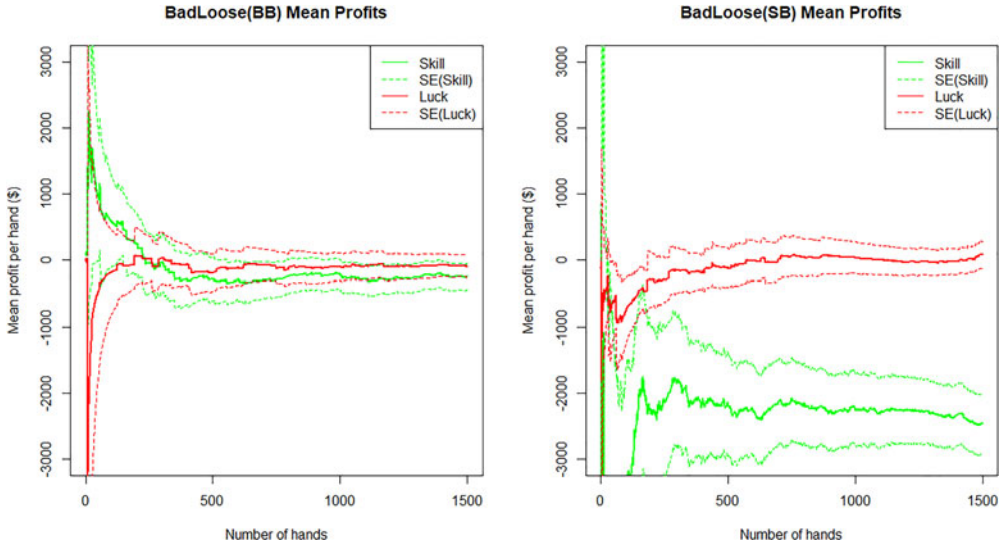 BadLoose(BB) Mean Profits
Mean profit per hand ($)
3000
2000
1000
0
-1000
-2000
-3000
Skill
SE(Skill)
Luck
SE(Luck)
0
500
1000
1500
Number of hands
BadLoose(SB) Mean Profits
Mean profit per hand ($)
3000
2000
1000
0
-1000
-2000
-3000
Skill
SE(Skill)
Luck
SE(Luck)
0
500
1000
1500
Number of hands